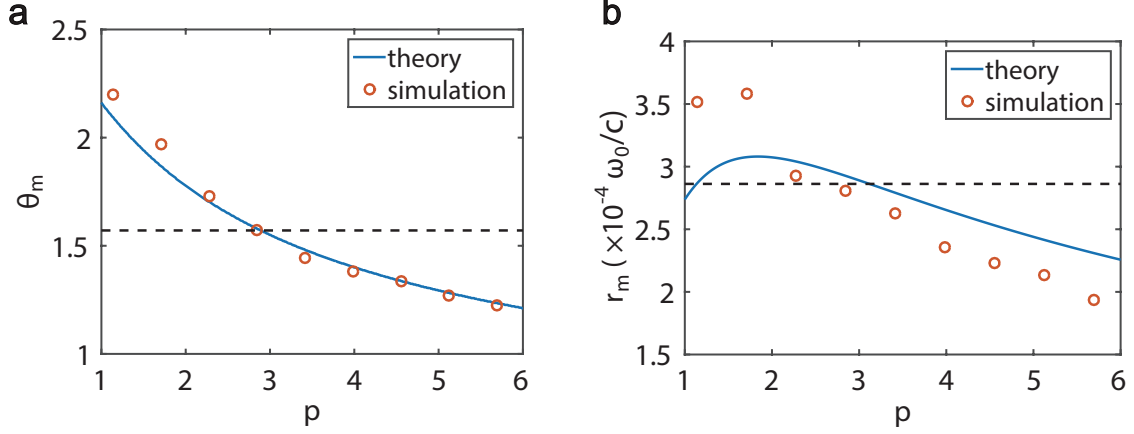 a
2.5
2
1.5
1
θm
1 2 3 4 5 6
p
theory
simulation
b
4
3.5
3
2.5
2
1.5
rm ( ×10-4 ω0/c)
1 2 3 4 5 6
p
theory
simulation